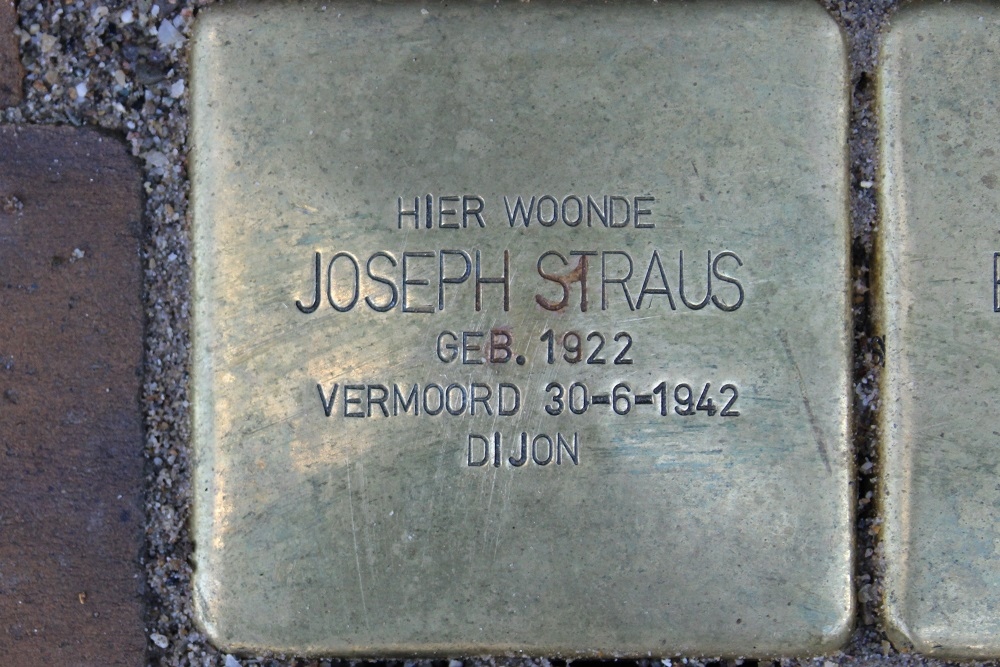 HIER WOONDE
JOSEPH STRAUS
GEB. 1922
VERMOORD 30-6-1942
DIJON